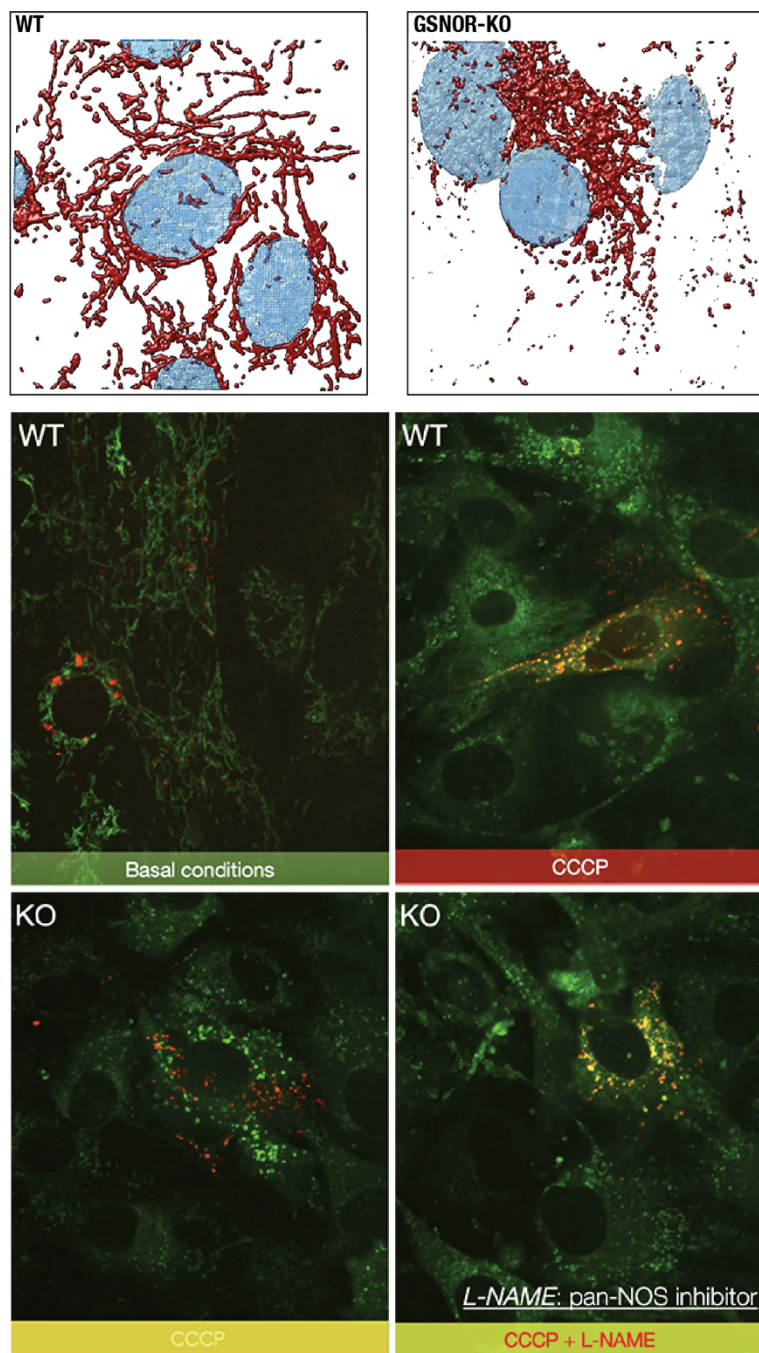 WT
GSNOR-KO
WT
WT
Basal conditions
CCCP
KO
KO
L-NAME: pan-NOS inhibitor
CCCP
CCCP + L-NAME